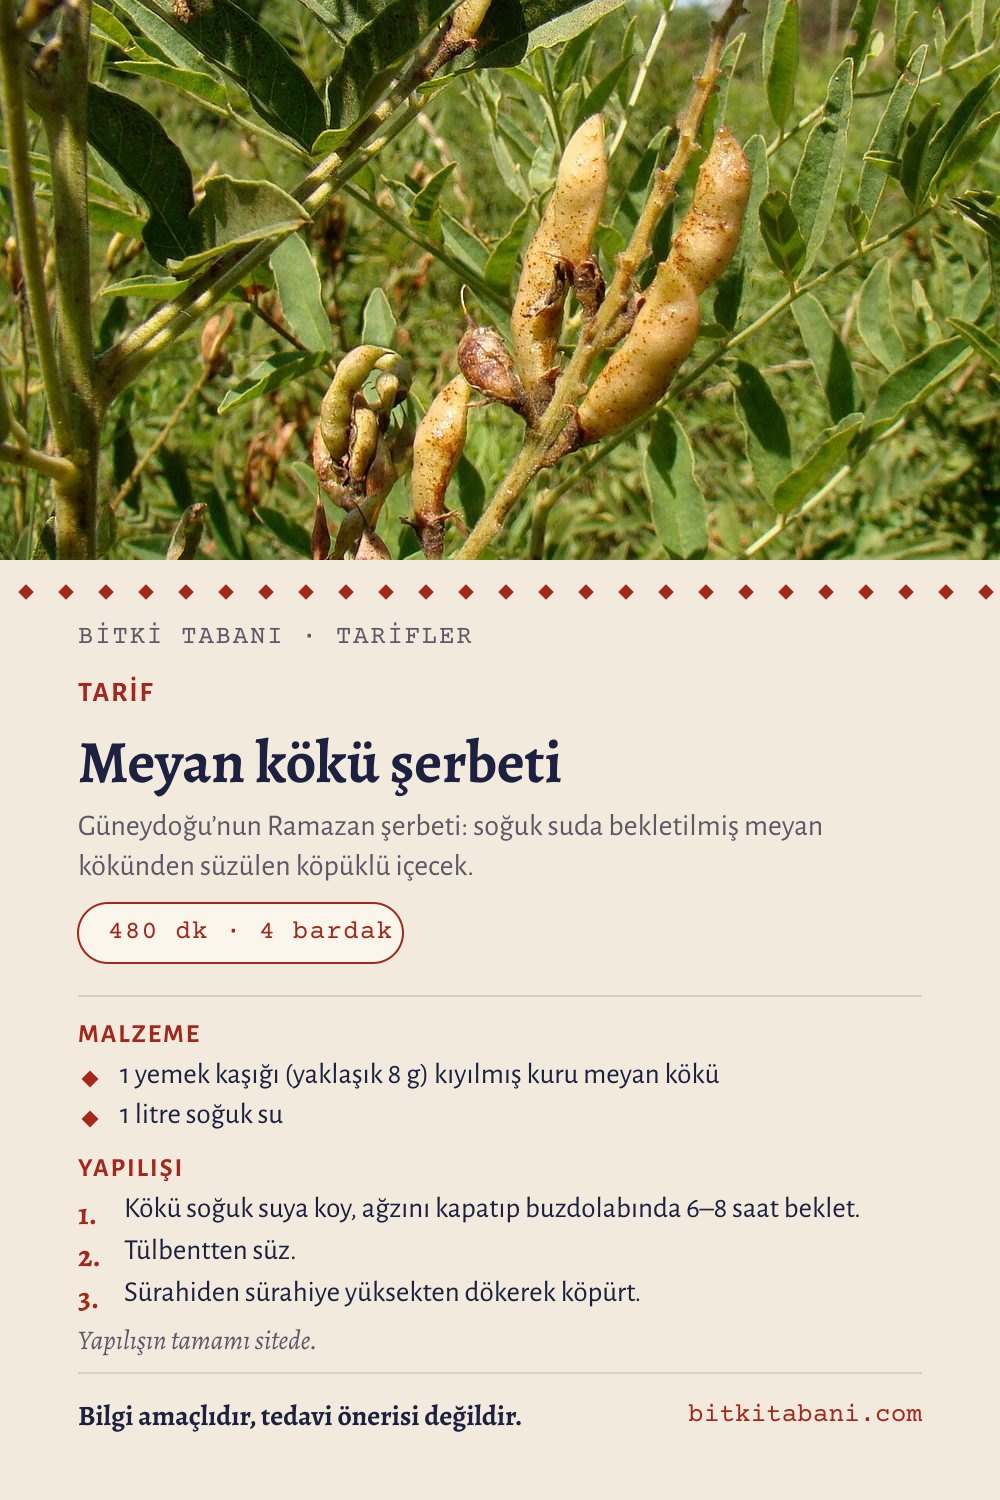 BİTKİ TABANI · TARİFLER
TARİF
Meyan kökü şerbeti
Güneydoğu’nun Ramazan şerbeti: soğuk suda bekletilmiş meyan
kökünden süzülen köpüklü içecek.
480 dk · 4 bardak
MALZEME
1 yemek kaşığı (yaklaşık 8 g) kıyılmış kuru meyan kökü
1 litre soğuk su
YAPILIŞI
1. Kökü soğuk suya koy, ağzını kapatıp buzdolabında 6–8 saat beklet.
2. Tülbentten süz.
3. Sürahiden sürahiye yüksekten dökerek köpürt.
Yapılışın tamamı sitede.
Bilgi amaçlıdır, tedavi önerisi değildir.
bitkitabani.com